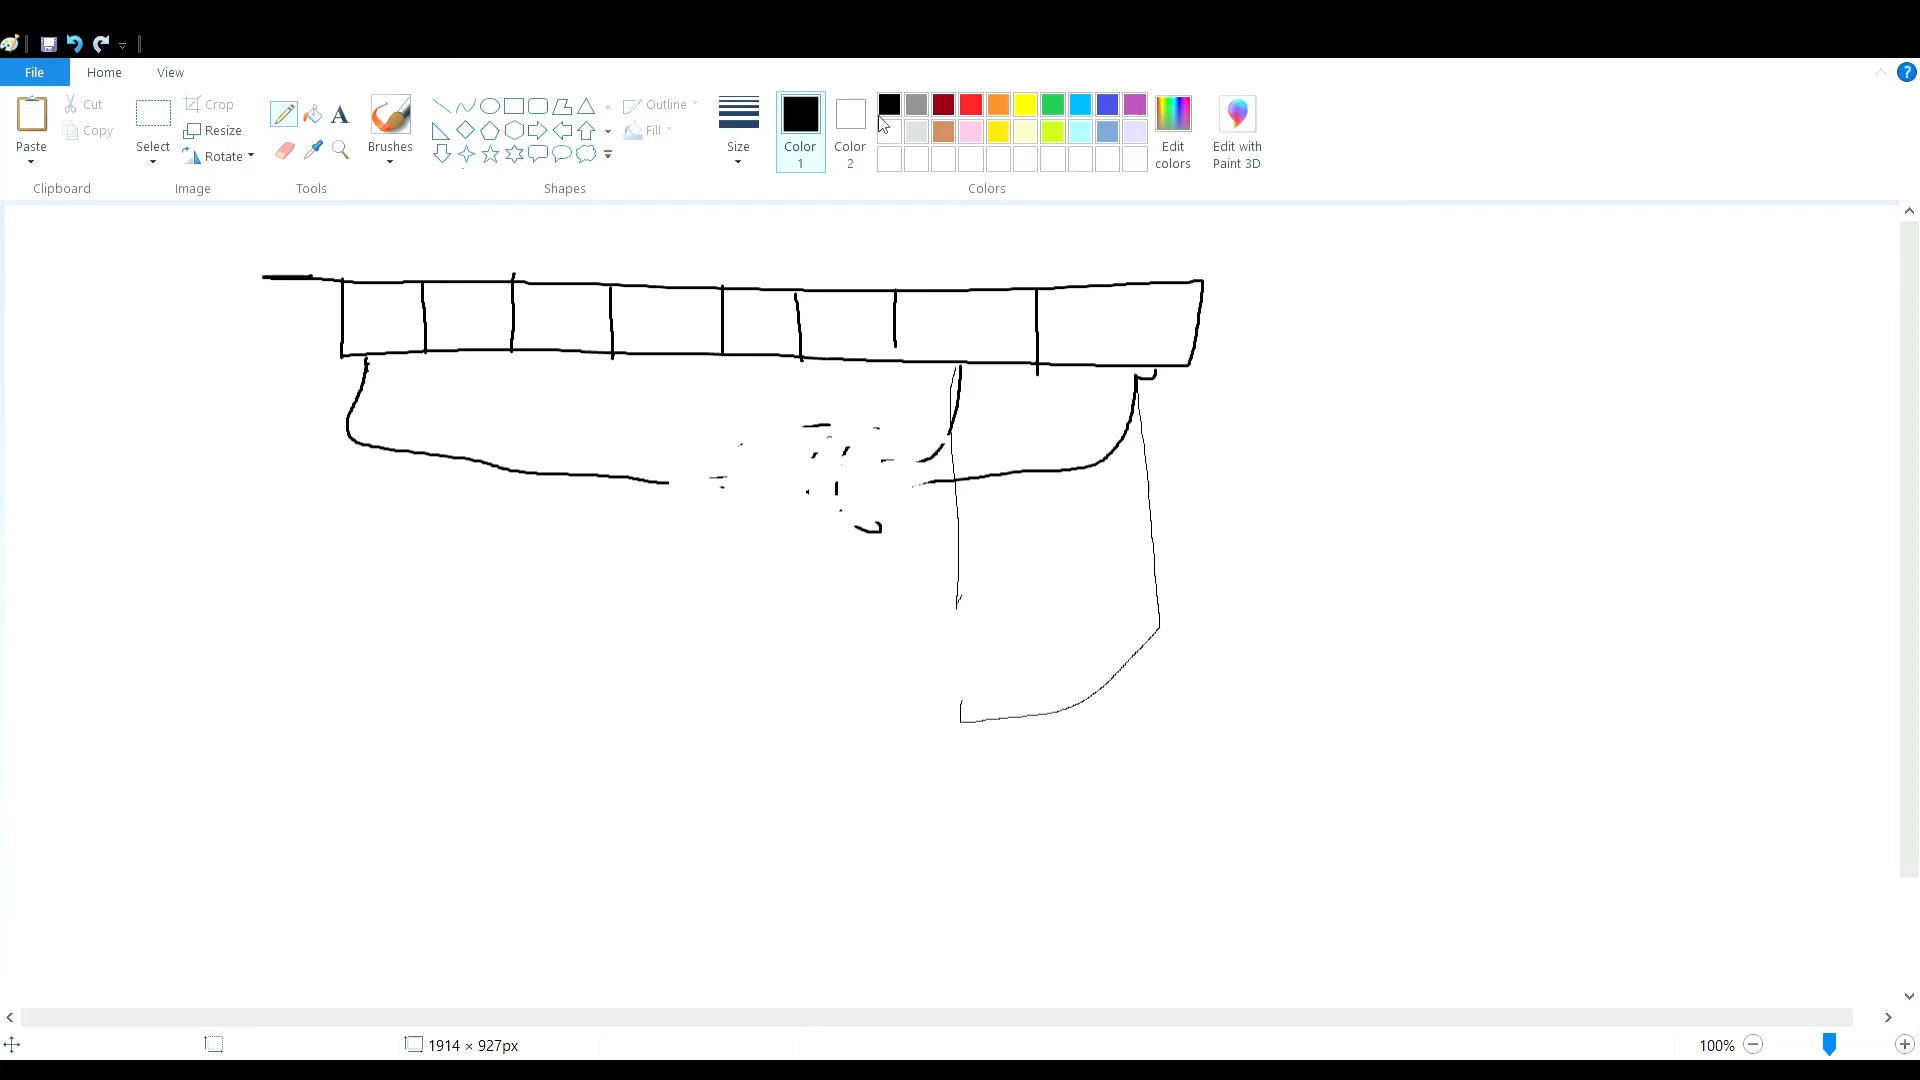 File Home View
Paste Cut Copy Select Crop Resize Rotate A Brushes Outline Fill Size Color 1 Color 2 Edit colors Edit with Paint 3D ?
Clipboard Image Tools Shapes Colors
1914 × 927px 100%